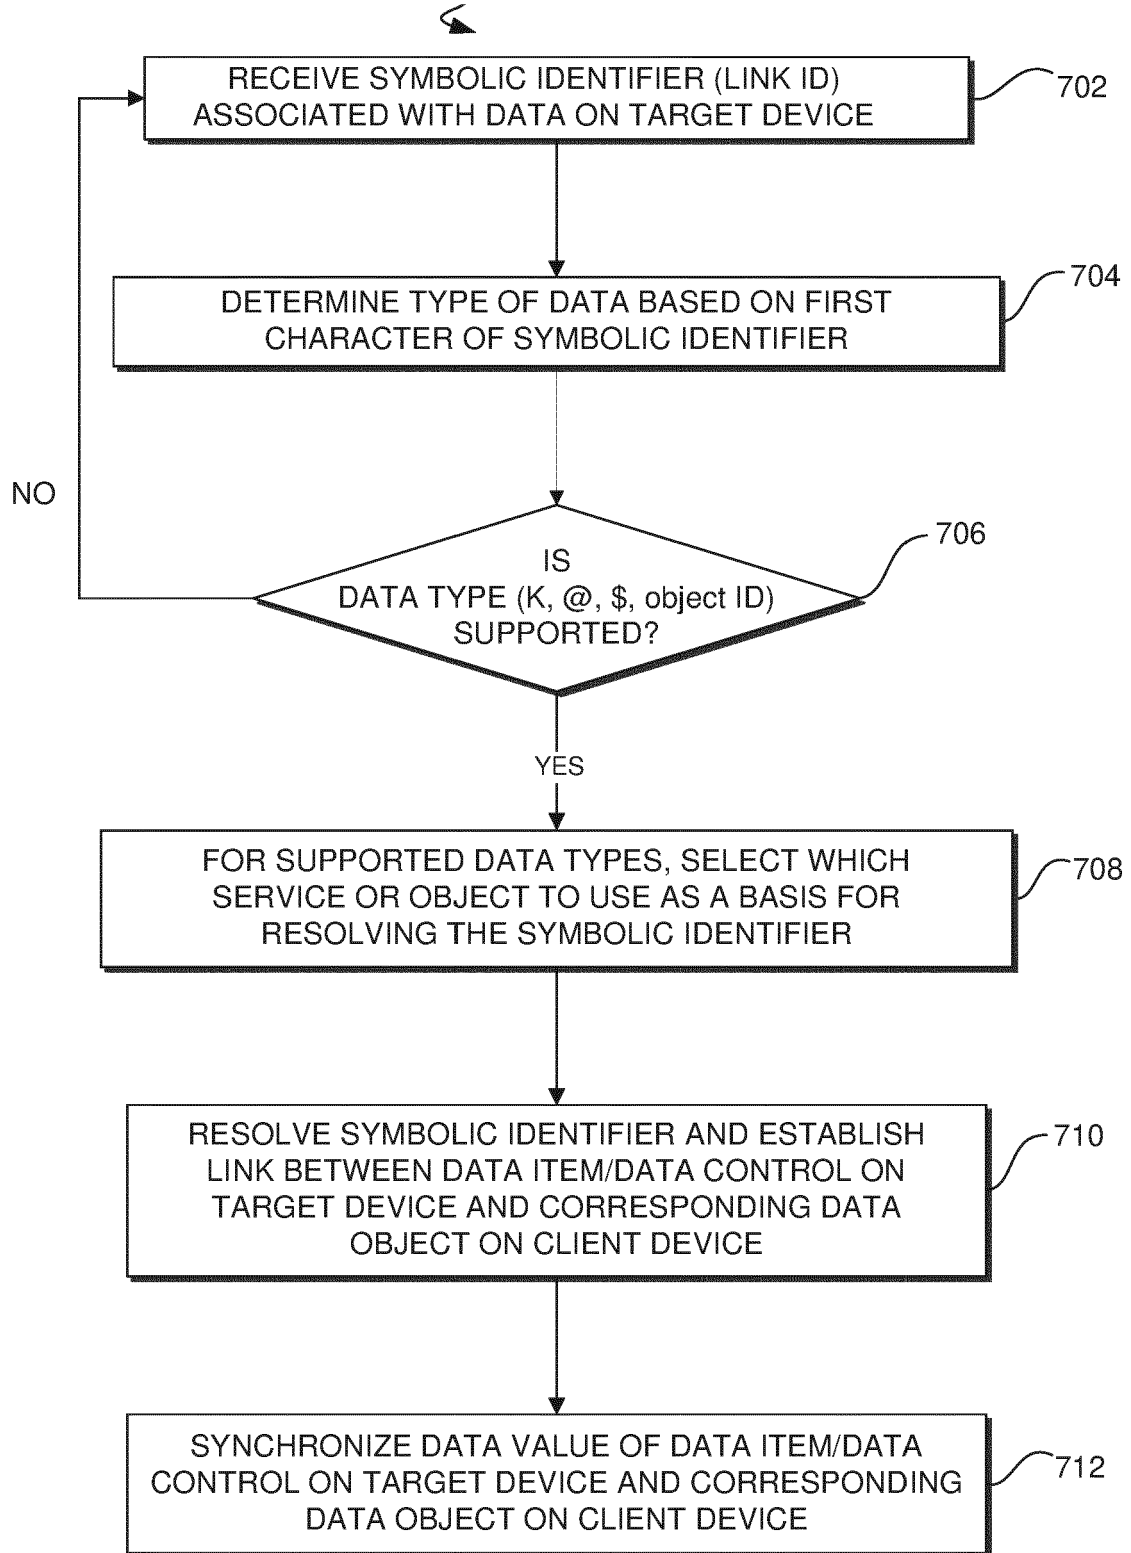 RECEIVE SYMBOLIC IDENTIFIER (LINK ID)
ASSOCIATED WITH DATA ON TARGET DEVICE
702
DETERMINE TYPE OF DATA BASED ON FIRST
CHARACTER OF SYMBOLIC IDENTIFIER
704
NO
IS
DATA TYPE (K, @, $, object ID)
SUPPORTED?
706
YES
FOR SUPPORTED DATA TYPES, SELECT WHICH
SERVICE OR OBJECT TO USE AS A BASIS FOR
RESOLVING THE SYMBOLIC IDENTIFIER
708
RESOLVE SYMBOLIC IDENTIFIER AND ESTABLISH
LINK BETWEEN DATA ITEM/DATA CONTROL ON
TARGET DEVICE AND CORRESPONDING DATA
OBJECT ON CLIENT DEVICE
710
SYNCHRONIZE DATA VALUE OF DATA ITEM/DATA
CONTROL ON TARGET DEVICE AND CORRESPONDING
DATA OBJECT ON CLIENT DEVICE
712